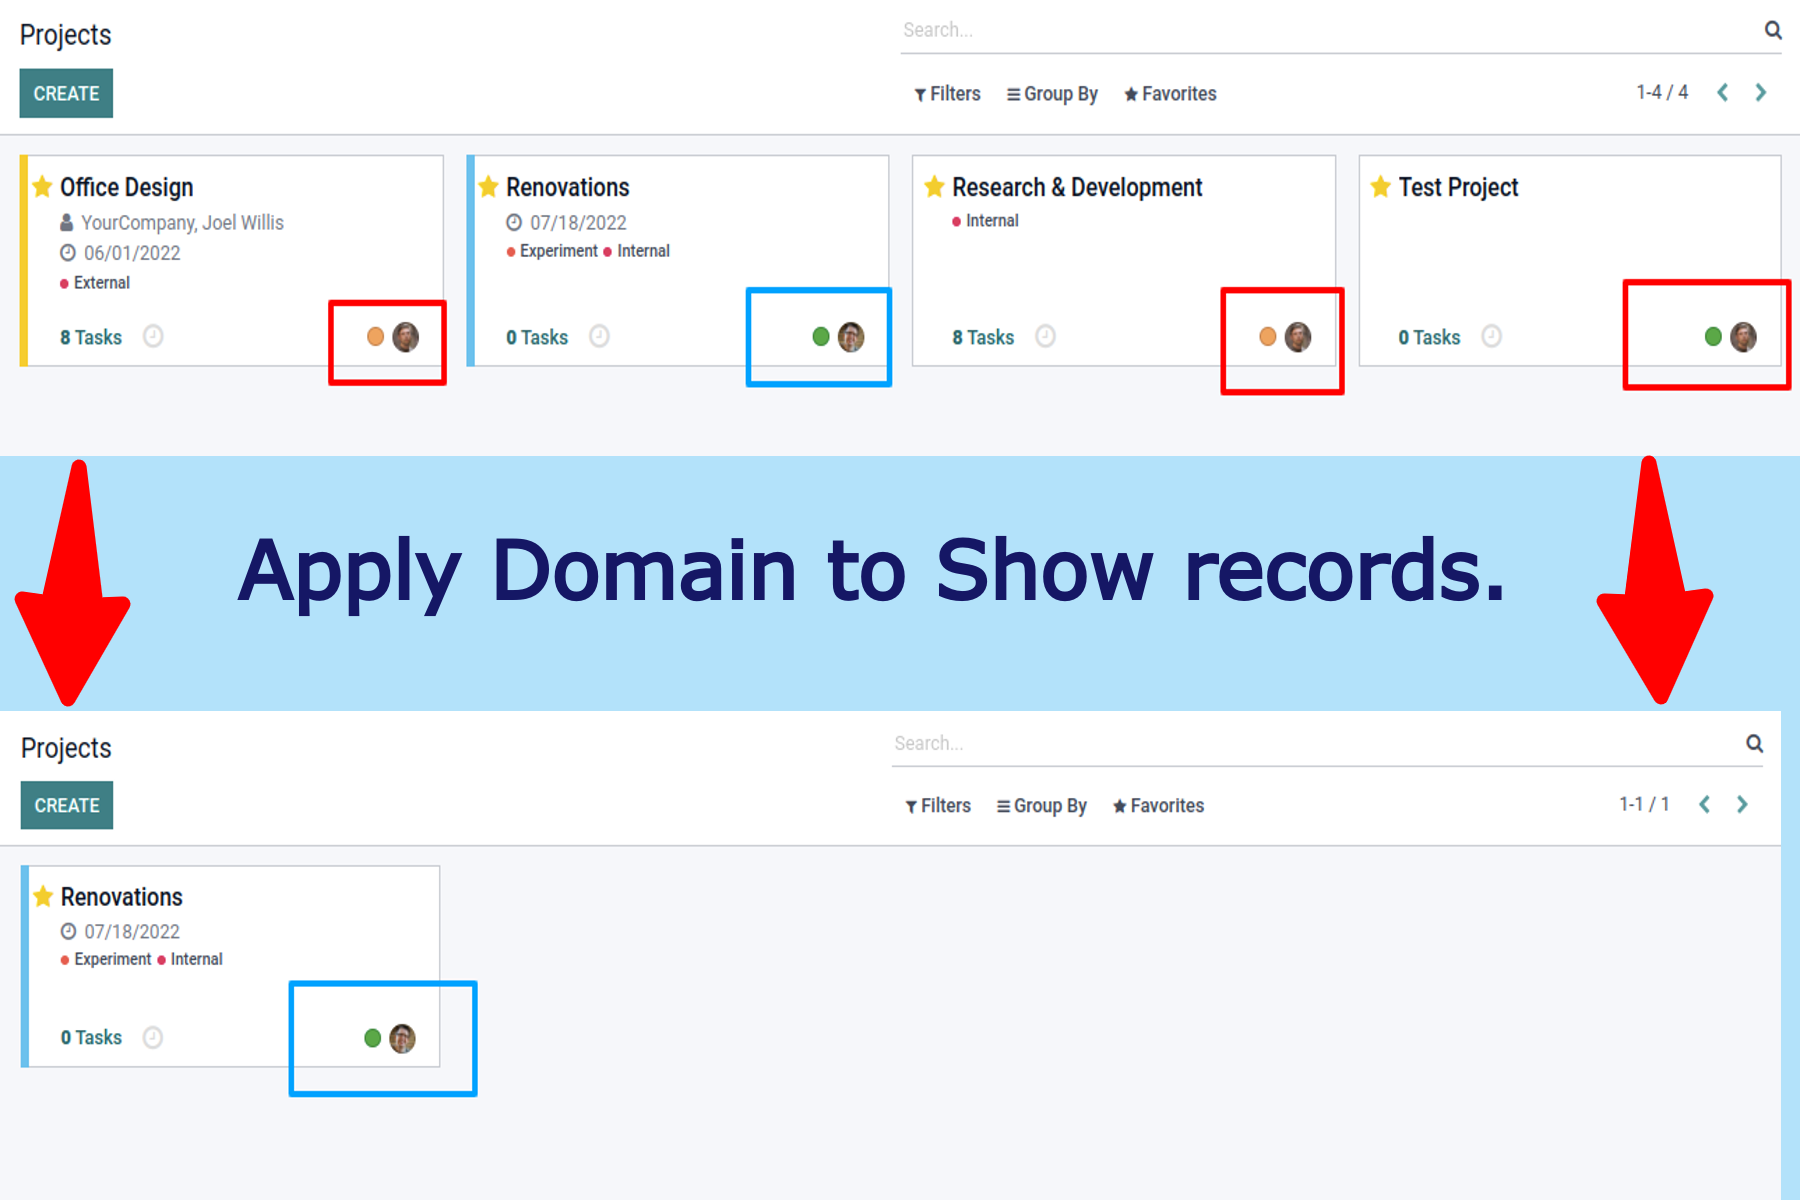 Projects
Search...
CREATE
Filters Group By Favorites
1-4 / 4
Office Design
YourCompany, Joel Willis
06/01/2022
External
8 Tasks
Renovations
07/18/2022
Experiment Internal
0 Tasks
Research & Development
Internal
8 Tasks
Test Project
0 Tasks
Apply Domain to Show records.
Projects
Search...
CREATE
Filters Group By Favorites
1-1 / 1
Renovations
07/18/2022
Experiment Internal
0 Tasks